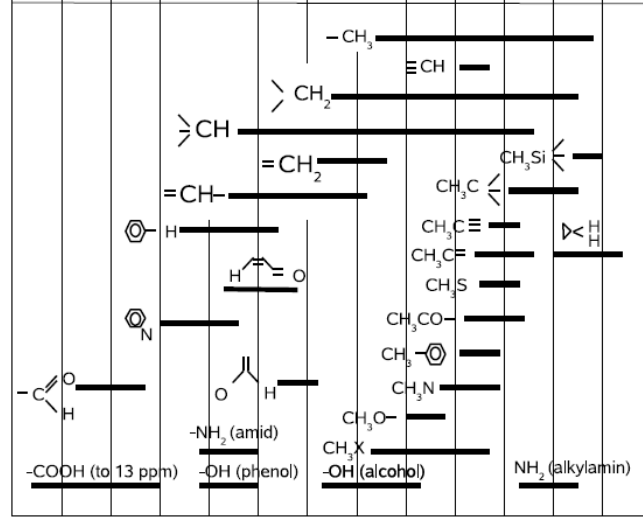 –CH3
≡CH
CH2
CH
CH3Si
=CH2
CH3C
=CH–
CH3C≡
H
H
H
CH3C=
H
O
CH3S
CH3CO–
N
CH3–
O
–C
H
O
H
CH3N
CH3O–
-NH2 (amid)
CH3X
-COOH (to 13 ppm)
-OH (phenol)
-OH (alcohol)
NH2 (alkylamin)